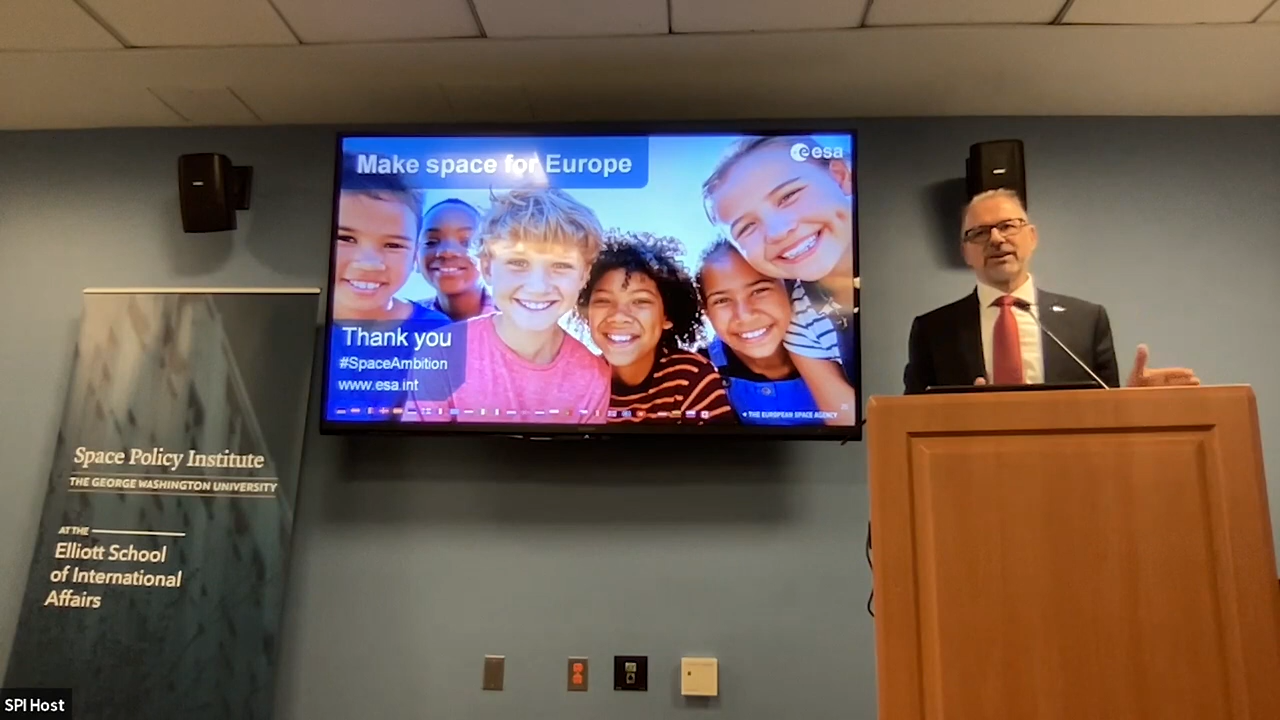 Make space for Europe
esa
Thank you
#SpaceAmbition
www.esa.int
THE EUROPEAN SPACE AGENCY
Space Policy Institute
THE GEORGE WASHINGTON UNIVERSITY
AT THE
Elliott School
of International
Affairs
SPI Host